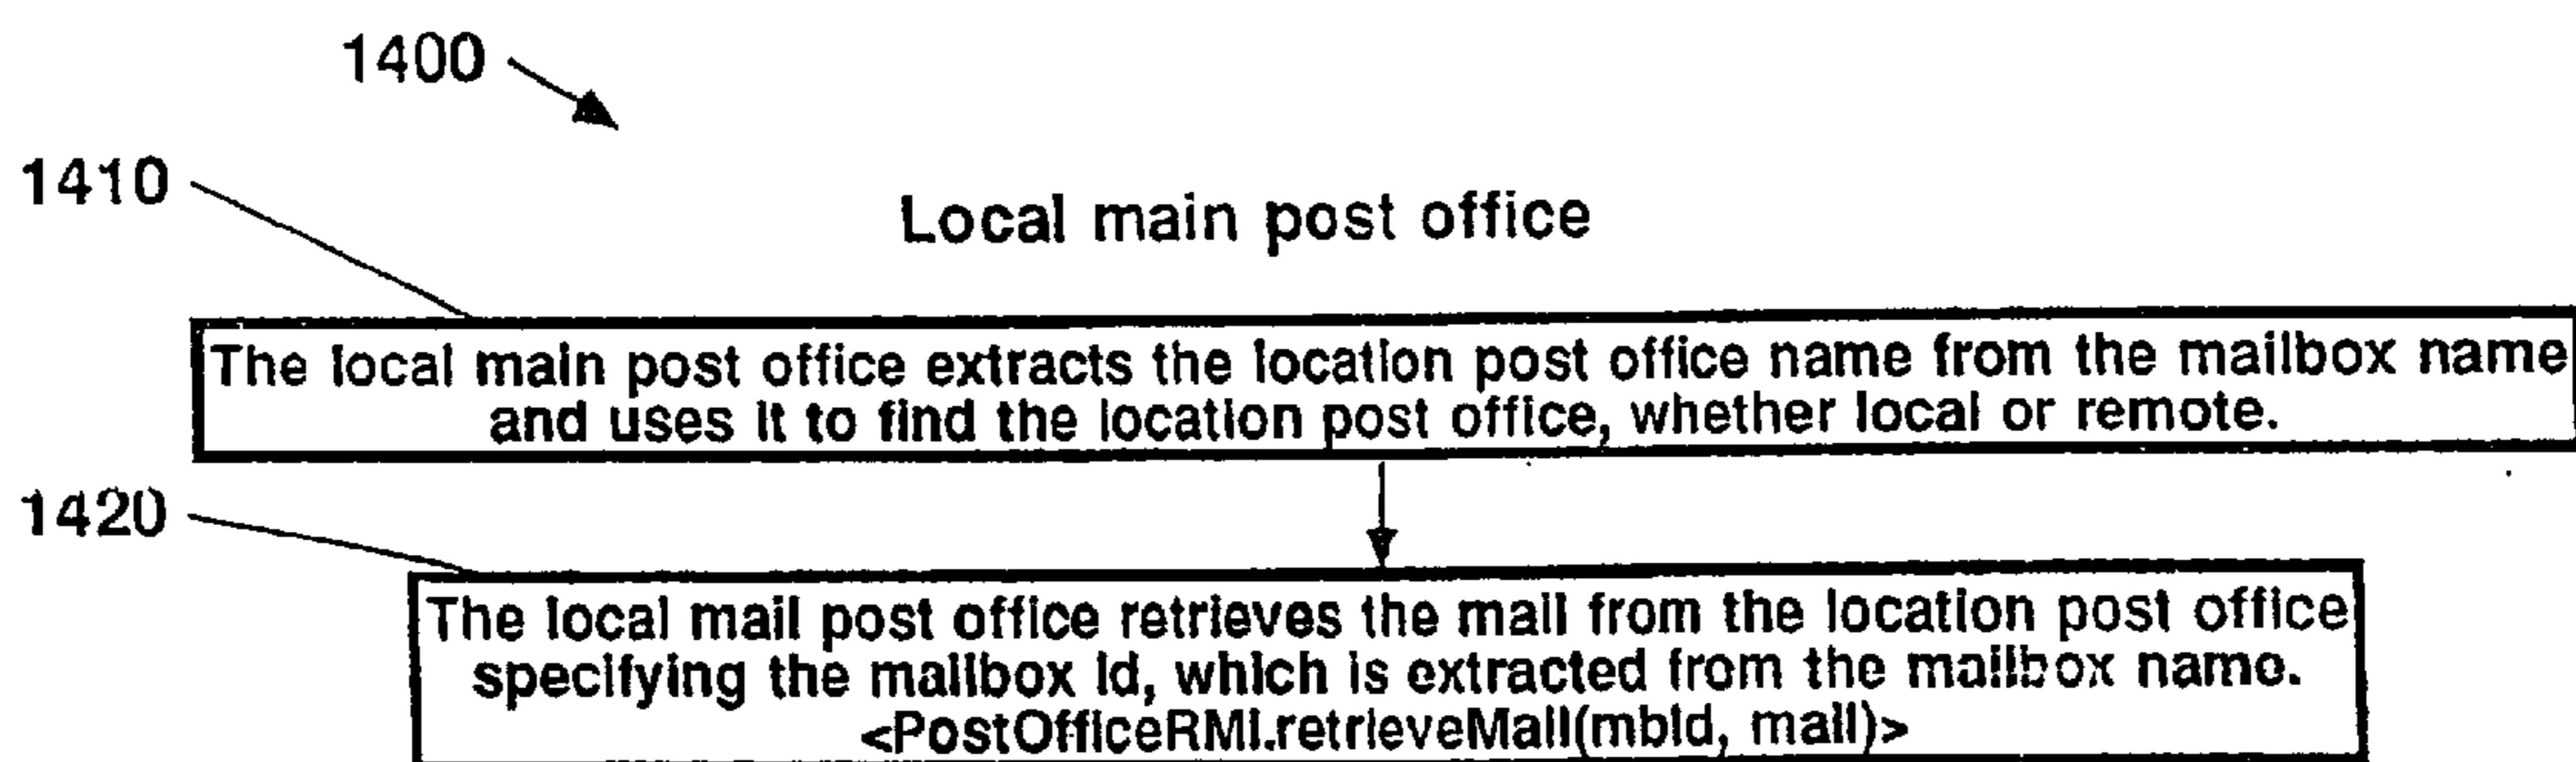 1400
1410
Local main post office
The local main post office extracts the location post office name from the mailbox name
and uses it to find the location post office, whether local or remote.
1420
The local mail post office retrieves the mail from the location post office
specifying the mailbox id, which is extracted from the mailbox name.
<PostOfficeRMI.retrieveMail(mbId, mail)>